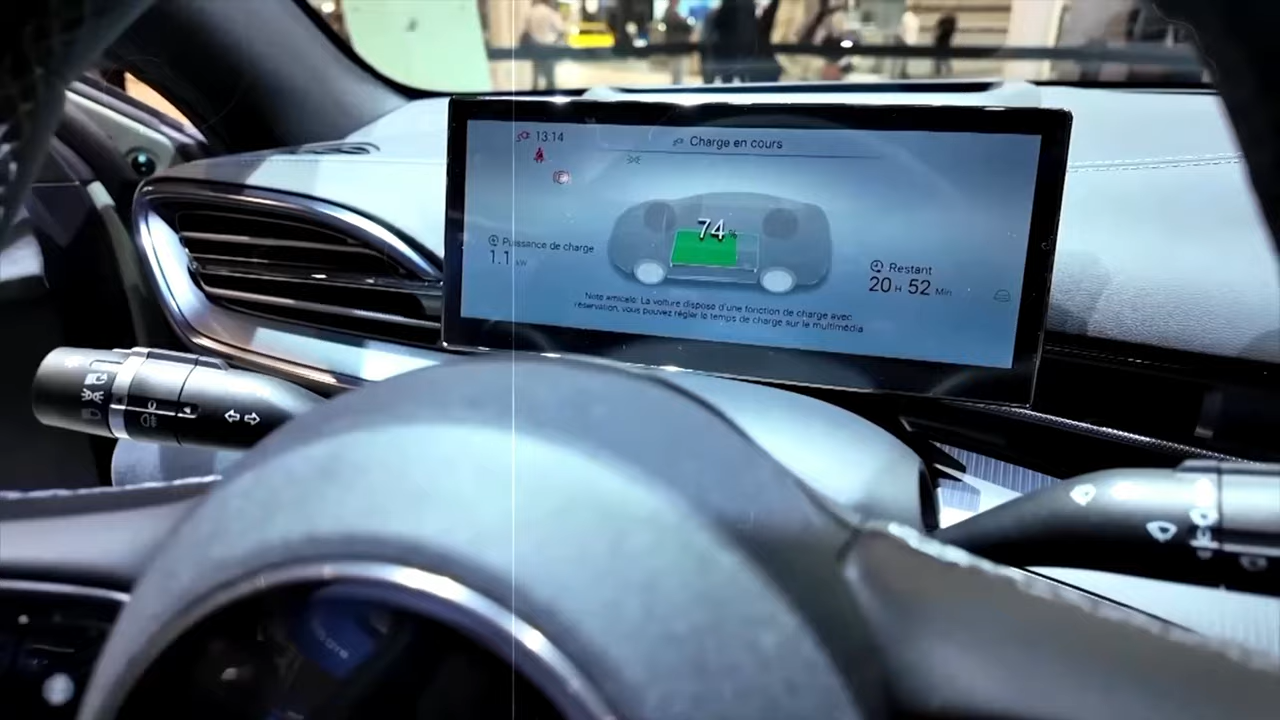 13:14
Charge en cours
74 %
Puissance de charge
1.1 kW
Restant
20 H 52 Min
Note amicale: La voiture dispose d'une fonction de charge avec
réservation, vous pouvez régler le temps de charge sur le multimédia